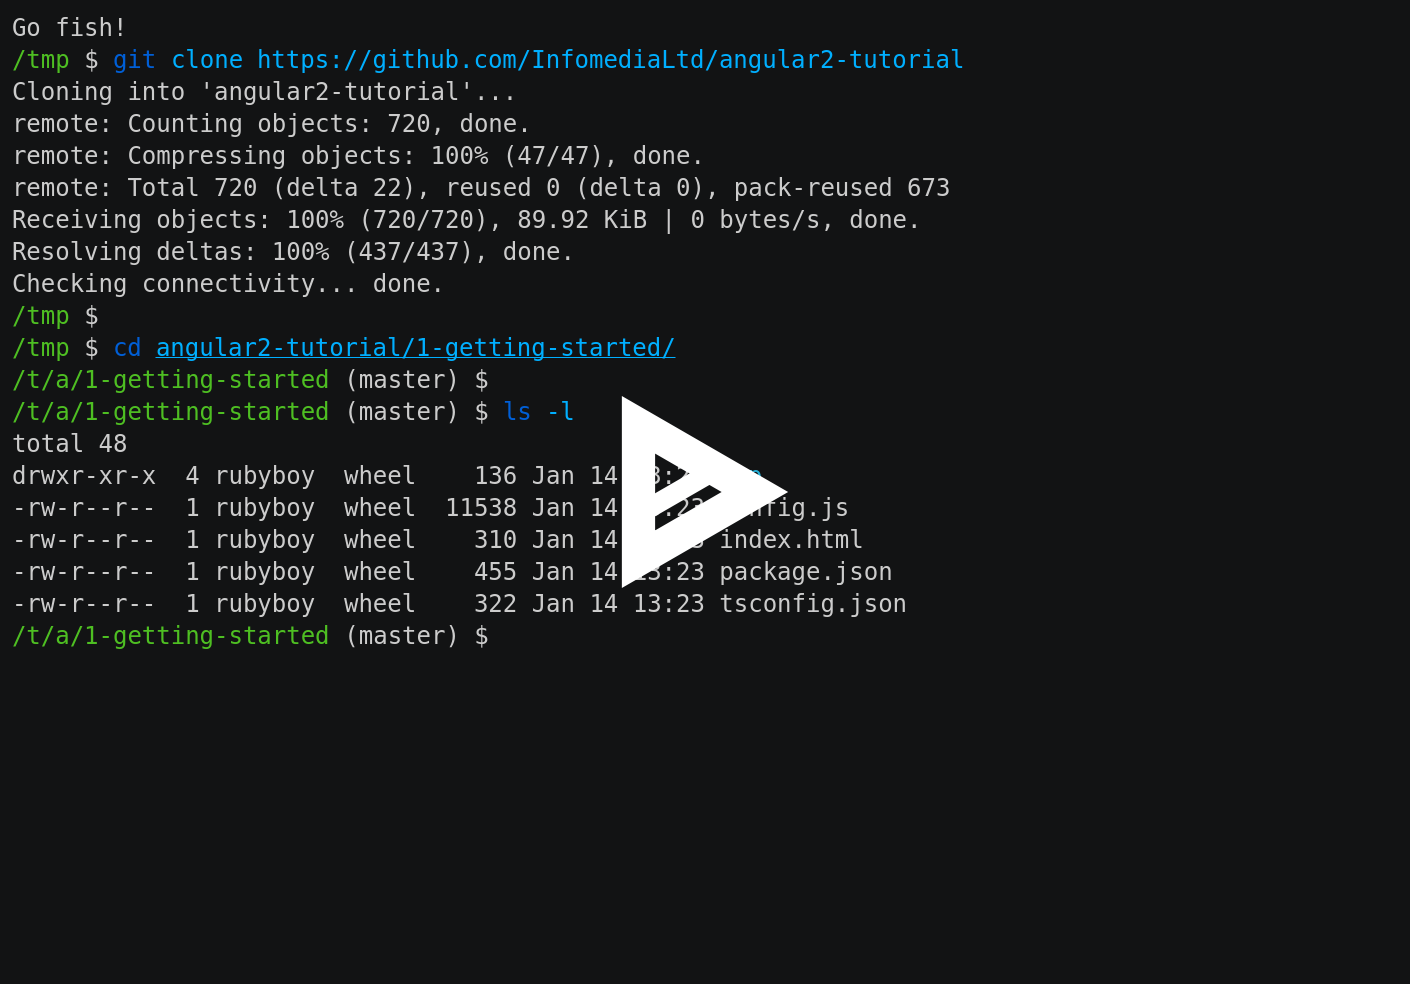 Go fish!
/tmp $ git clone https://github.com/InfomediaLtd/angular2-tutorial
Cloning into 'angular2-tutorial'...
remote: Counting objects: 720, done.
remote: Compressing objects: 100% (47/47), done.
remote: Total 720 (delta 22), reused 0 (delta 0), pack-reused 673
Receiving objects: 100% (720/720), 89.92 KiB | 0 bytes/s, done.
Resolving deltas: 100% (437/437), done.
Checking connectivity... done.
/tmp $
/tmp $ cd angular2-tutorial/1-getting-started/
/t/a/1-getting-started (master) $
/t/a/1-getting-started (master) $ ls -l
total 48
drwxr-xr-x  4 rubyboy  wheel    136 Jan 14
-rw-r--r--  1 rubyboy  wheel  11538 Jan 14
-rw-r--r--  1 rubyboy  wheel    310 Jan 14 index.html
-rw-r--r--  1 rubyboy  wheel    455 Jan 14 13:23 package.json
-rw-r--r--  1 rubyboy  wheel    322 Jan 14 13:23 tsconfig.json
/t/a/1-getting-started (master) $